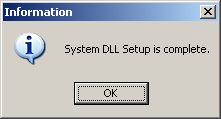 Information
System DLL Setup is complete.
OK